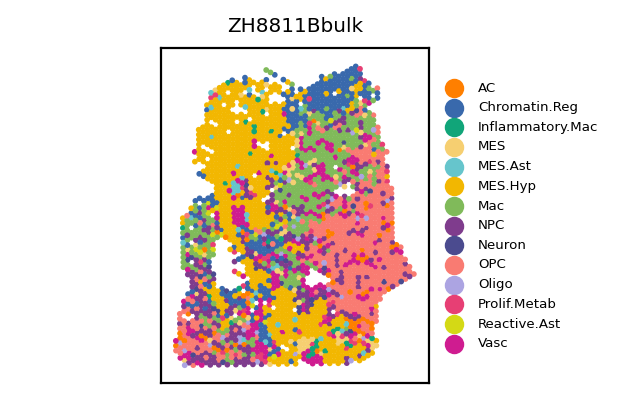 ZH8811Bbulk
AC
Chromatin.Reg
Inflammatory.Mac
MES
MES.Ast
MES.Hyp
Mac
NPC
Neuron
OPC
Oligo
Prolif.Metab
Reactive.Ast
Vasc